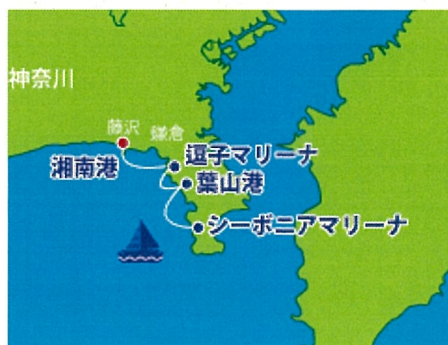 神奈川
藤沢
鎌倉
湘南港
逗子マリーナ
葉山港
シーボニアマリーナ